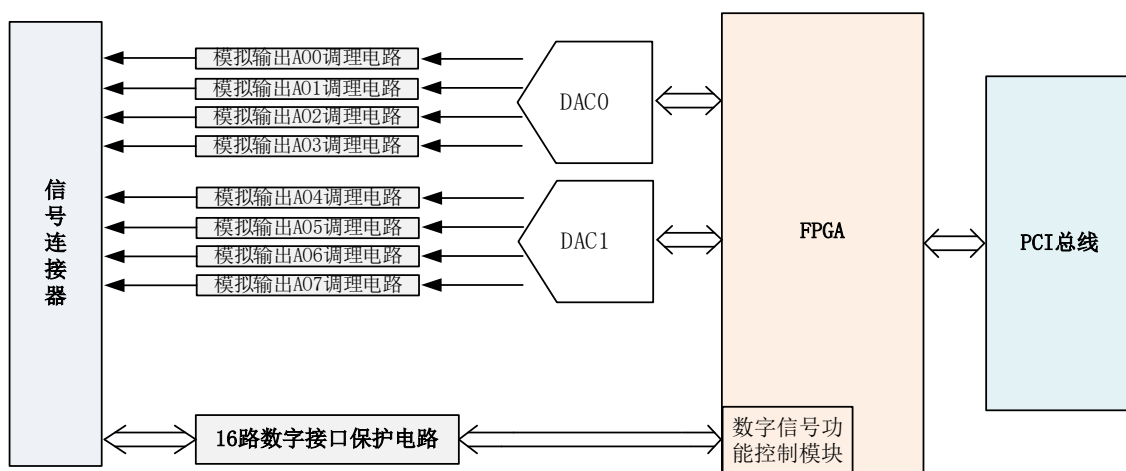 信号连接器
模拟输出AO0调理电路
模拟输出AO1调理电路
模拟输出AO2调理电路
模拟输出AO3调理电路
模拟输出AO4调理电路
模拟输出AO5调理电路
模拟输出AO6调理电路
模拟输出AO7调理电路
16路数字接口保护电路
DAC0
DAC1
FPGA
数字信号功
能控制模块
PCI总线